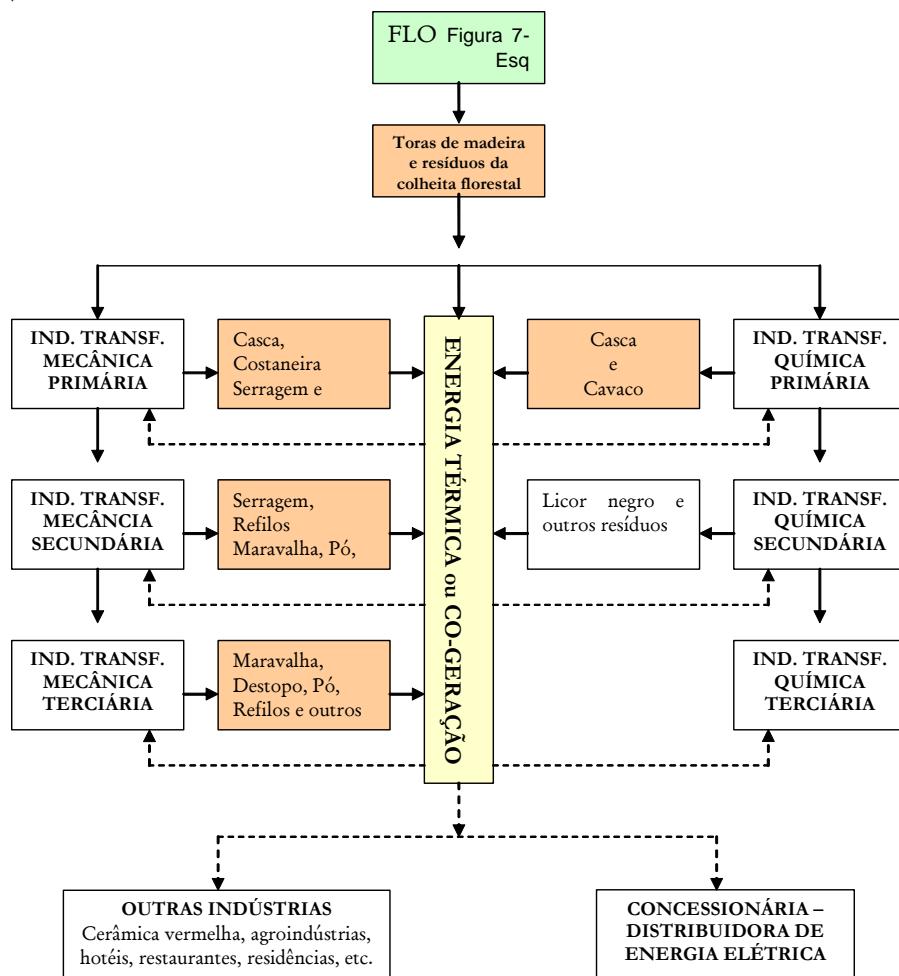 FLO Figura 7-
Esq
Toras de madeira
e resíduos da
colheita florestal
IND. TRANSF.
MECÂNICA
PRIMÁRIA
Casca,
Costaneira
Serragem e
ENERGIA TÉRMICA ou CO-GERAÇÃO
Casca
e
Cavaco
IND. TRANSF.
QUÍMICA
PRIMÁRIA
IND. TRANSF.
MECÂNCIA
SECUNDÁRIA
Serragem,
Refilos
Maravalha, Pó,
Licor negro e
outros resíduos
IND. TRANSF.
QUÍMICA
SECUNDÁRIA
IND. TRANSF.
MECÂNICA
TERCIÁRIA
Maravalha,
Destopo, Pó,
Refilos e outros
IND. TRANSF.
QUÍMICA
TERCIÁRIA
OUTRAS INDÚSTRIAS
Cerâmica vermelha, agroindústrias,
hotéis, restaurantes, residências, etc.
CONCESSIONÁRIA –
DISTRIBUIDORA DE
ENERGIA ELÉTRICA